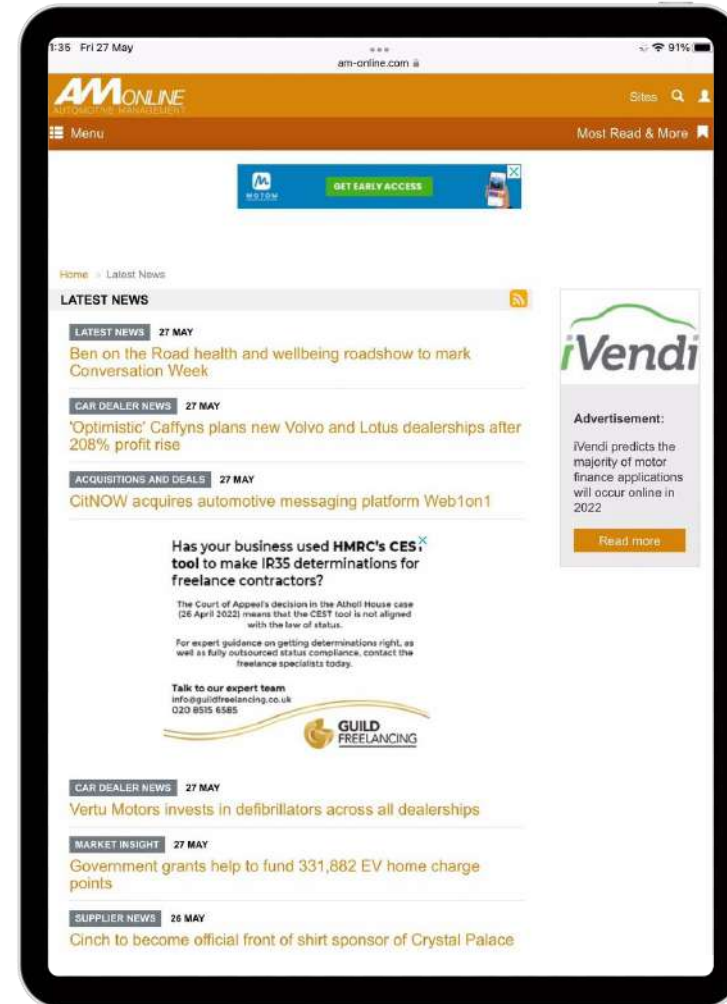 1:35 Fri 27 May
91%
am-online.com
AM ONLINE
AUTOMOTIVE MANAGEMENT
Sites
Menu
Most Read & More
MOTOW
GET EARLY ACCESS
Home » Latest News
LATEST NEWS
LATEST NEWS 27 MAY
Ben on the Road health and wellbeing roadshow to mark
Conversation Week
CAR DEALER NEWS 27 MAY
'Optimistic' Caffyns plans new Volvo and Lotus dealerships after
208% profit rise
ACQUISITIONS AND DEALS 27 MAY
CitNOW acquires automotive messaging platform Web1on1
Has your business used HMRC's CEST
tool to make IR35 determinations for
freelance contractors?
The Court of Appeal's decision in the Atholl House case
(26 April 2022) means that the CEST tool is not aligned
with the law of status.
For expert guidance on getting determinations right, as
well as fully outsourced status compliance, contact the
freelance specialists today.
Talk to our expert team
info@guildfreelancing.co.uk
020 8515 6585
GUILD
FREELANCING
CAR DEALER NEWS 27 MAY
Vertu Motors invests in defibrillators across all dealerships
MARKET INSIGHT 27 MAY
Government grants help to fund 331,882 EV home charge
points
SUPPLIER NEWS 26 MAY
Cinch to become official front of shirt sponsor of Crystal Palace
iVendi
Advertisement:
iVendi predicts the
majority of motor
finance applications
will occur online in
2022
Read more